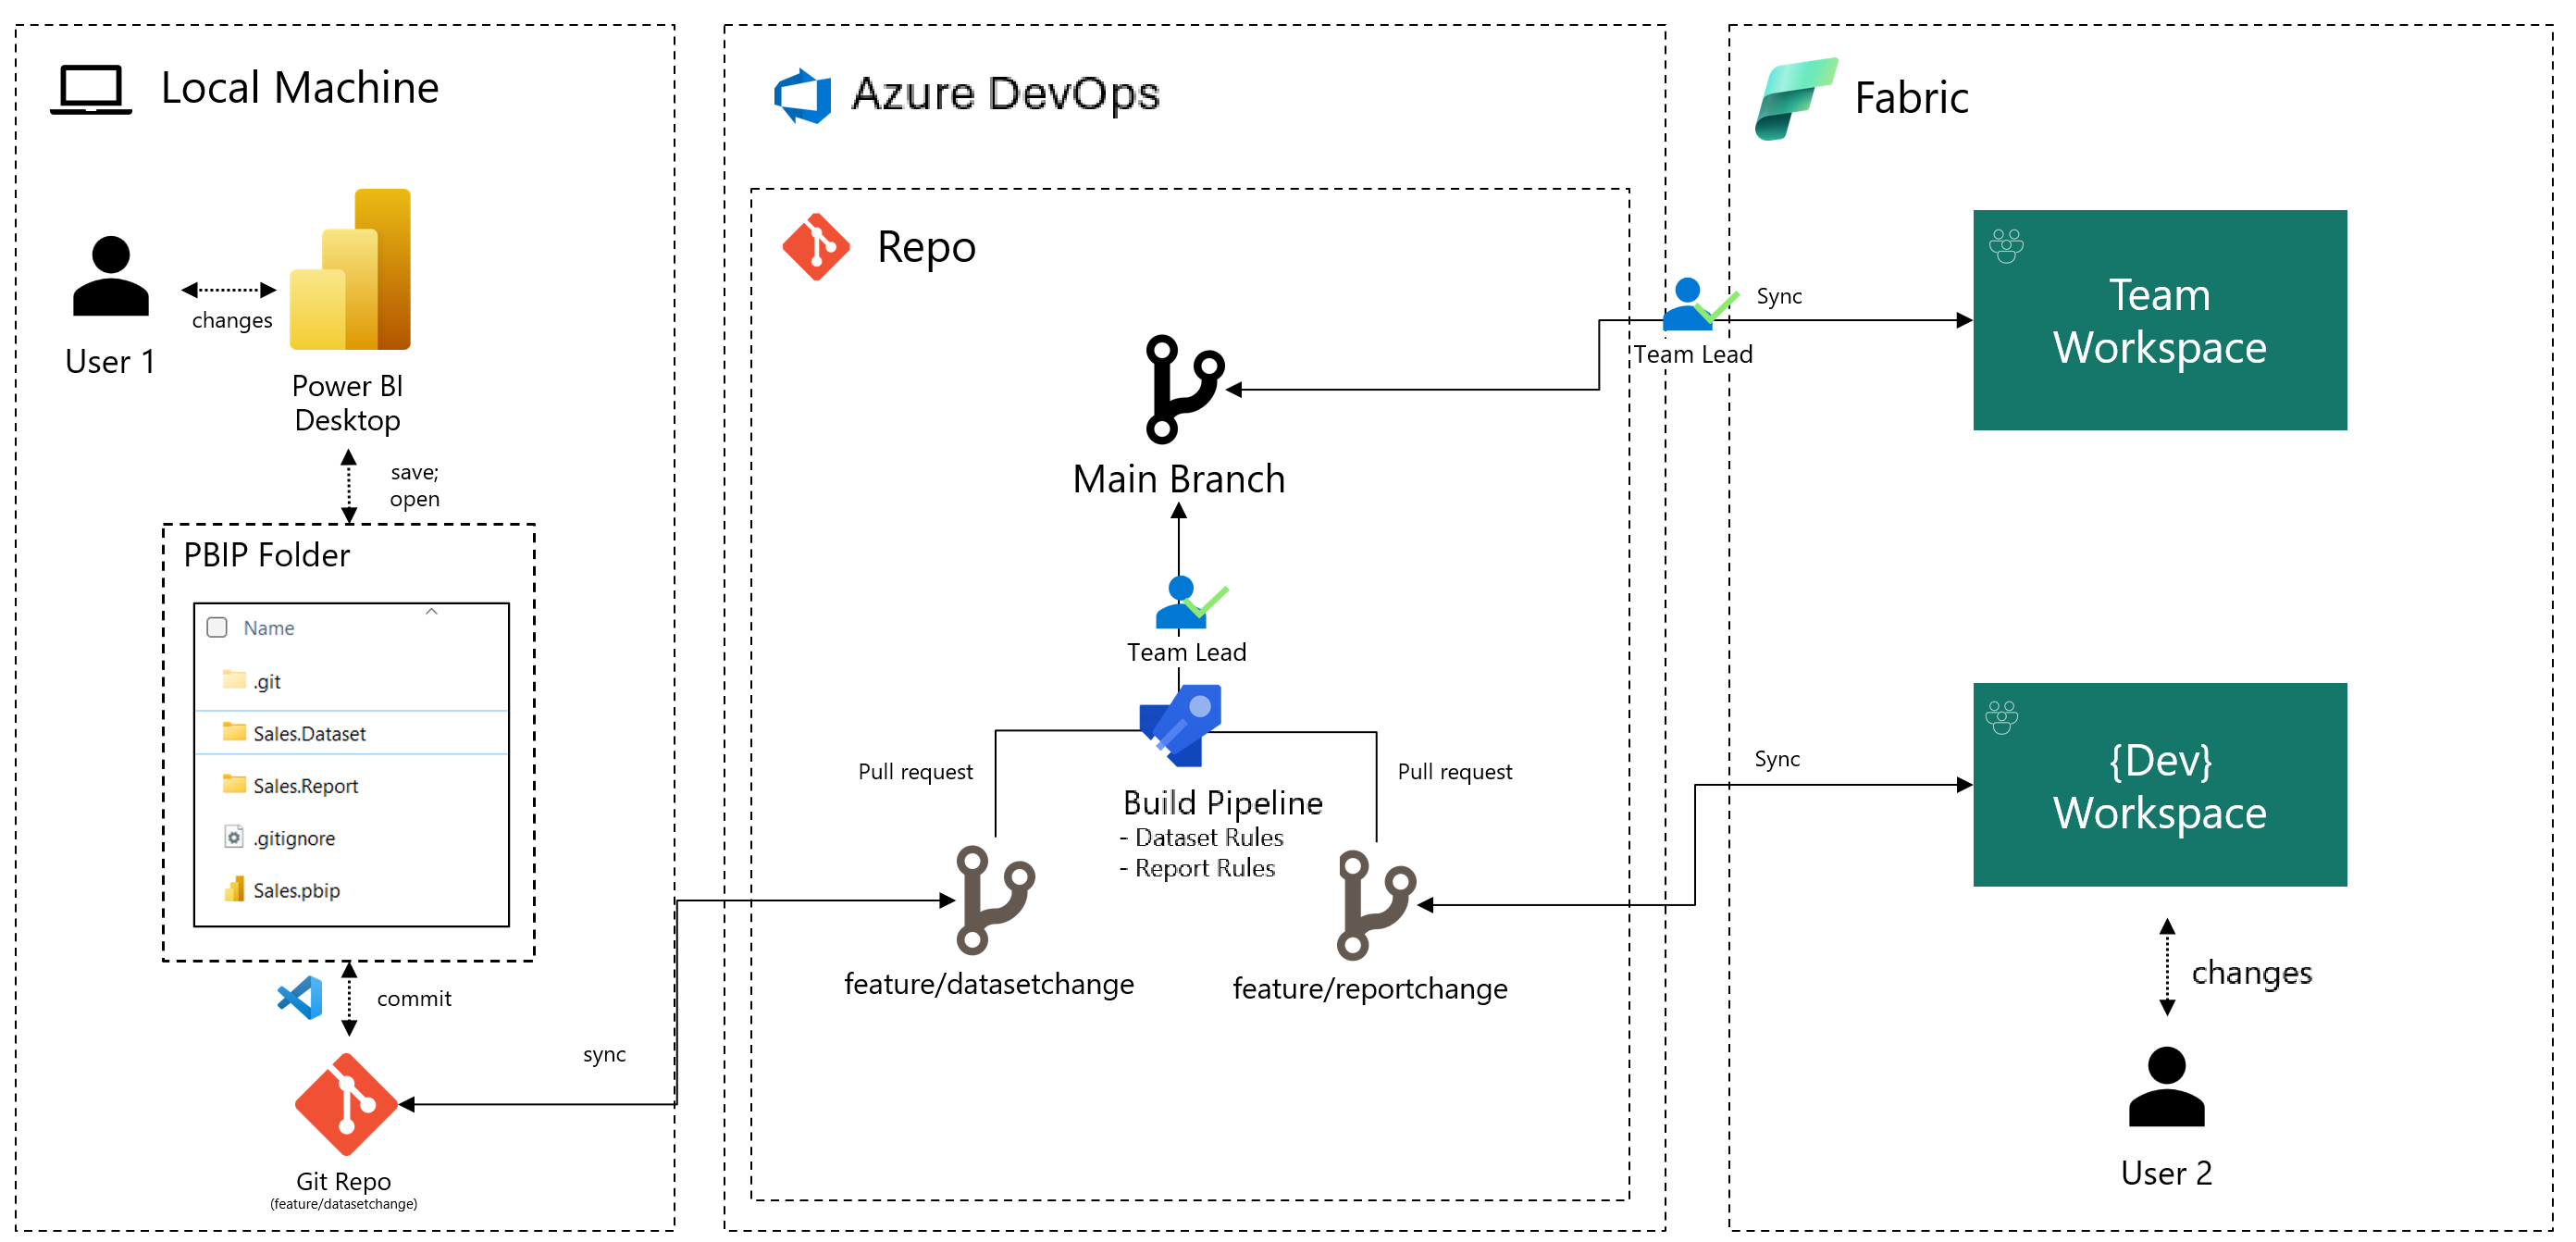 Local Machine
User 1
changes
Power BI
Desktop
save;
open
PBIP Folder
Name
.git
Sales.Dataset
Sales.Report
.gitignore
Sales.pbip
commit
Git Repo
(feature/datasetchange)
sync
Azure DevOps
Repo
Main Branch
Team Lead
Build Pipeline
- Dataset Rules
- Report Rules
Pull request
Pull request
feature/datasetchange
feature/reportchange
Team Lead
Sync
Fabric
Team
Workspace
Sync
{Dev}
Workspace
changes
User 2